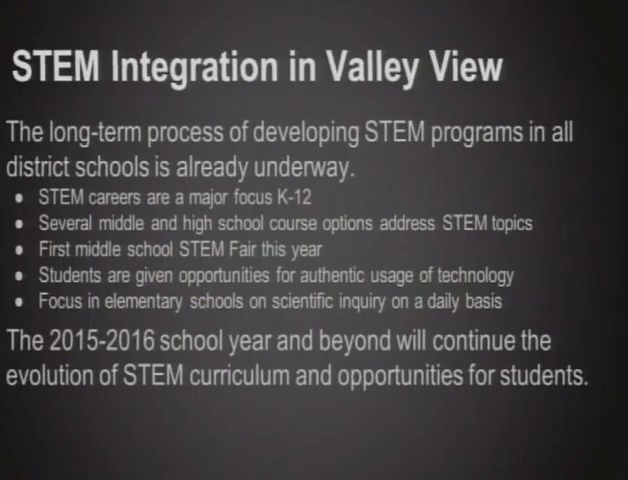 STEM Integration in Valley View
The long-term process of developing STEM programs in all
district schools is already underway.
• STEM careers are a major focus K-12
• Several middle and high school course options address STEM topics
• First middle school STEM Fair this year
• Students are given opportunities for authentic usage of technology
• Focus in elementary schools on scientific inquiry on a daily basis
The 2015-2016 school year and beyond will continue the
evolution of STEM curriculum and opportunities for students.